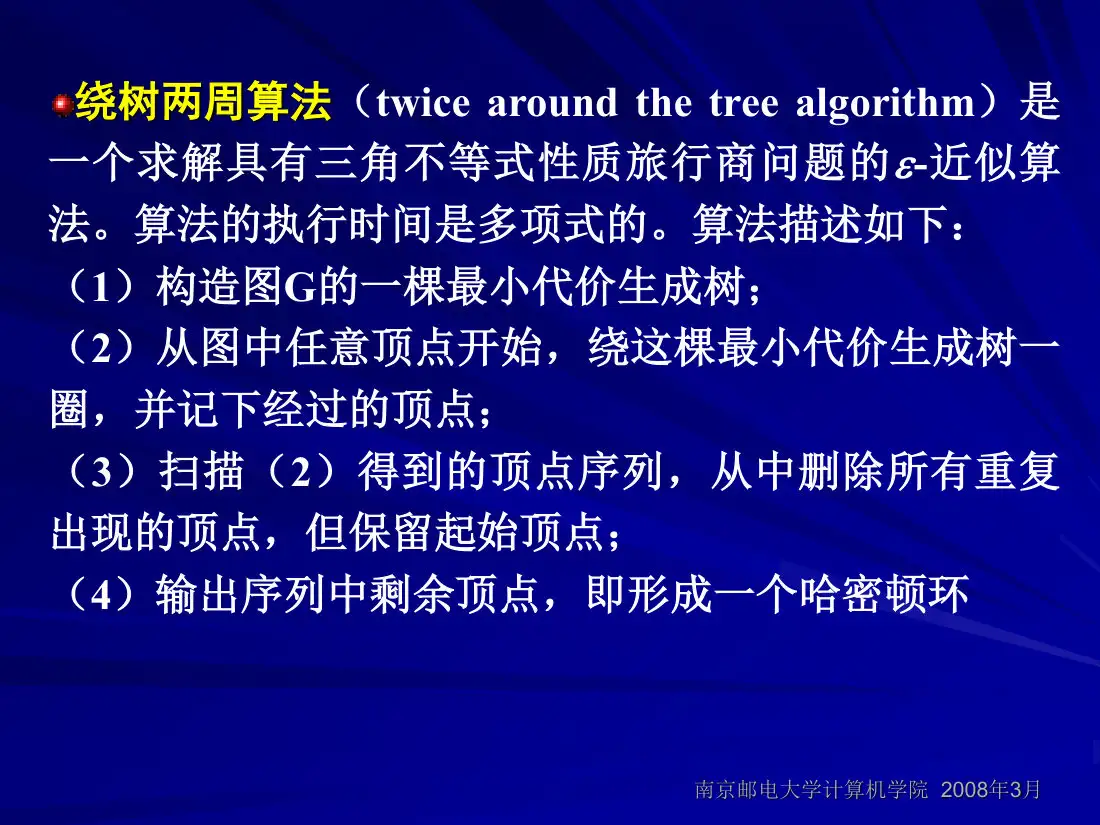 绕树两周算法（twice around the tree algorithm）是
一个求解具有三角不等式性质旅行商问题的ε-近似算
法。算法的执行时间是多项式的。算法描述如下：
（1）构造图G的一棵最小代价生成树；
（2）从图中任意顶点开始，绕这棵最小代价生成树一
圈，并记下经过的顶点；
（3）扫描（2）得到的顶点序列，从中删除所有重复
出现的顶点，但保留起始顶点；
（4）输出序列中剩余顶点，即形成一个哈密顿环
南京邮电大学计算机学院 2008年3月